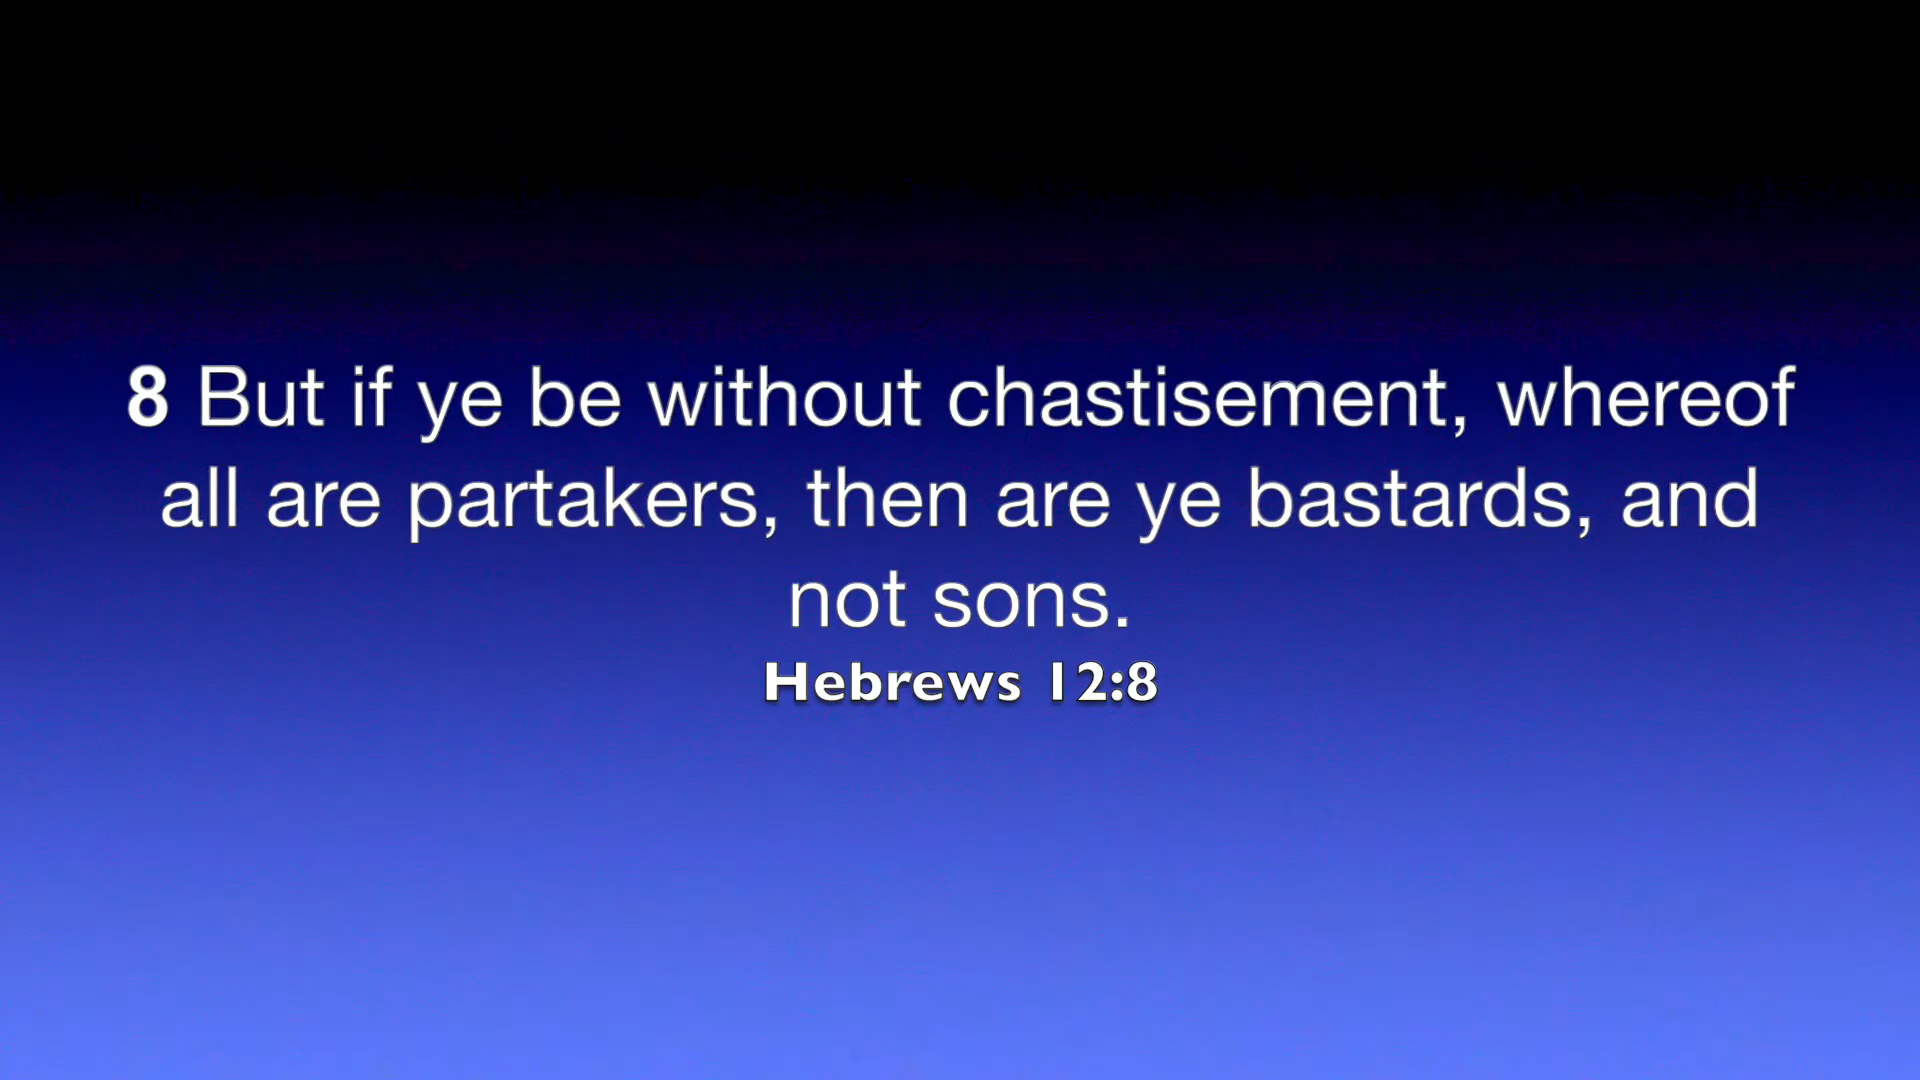 8 But if ye be without chastisement, whereof
all are partakers, then are ye bastards, and
not sons.
Hebrews 12:8